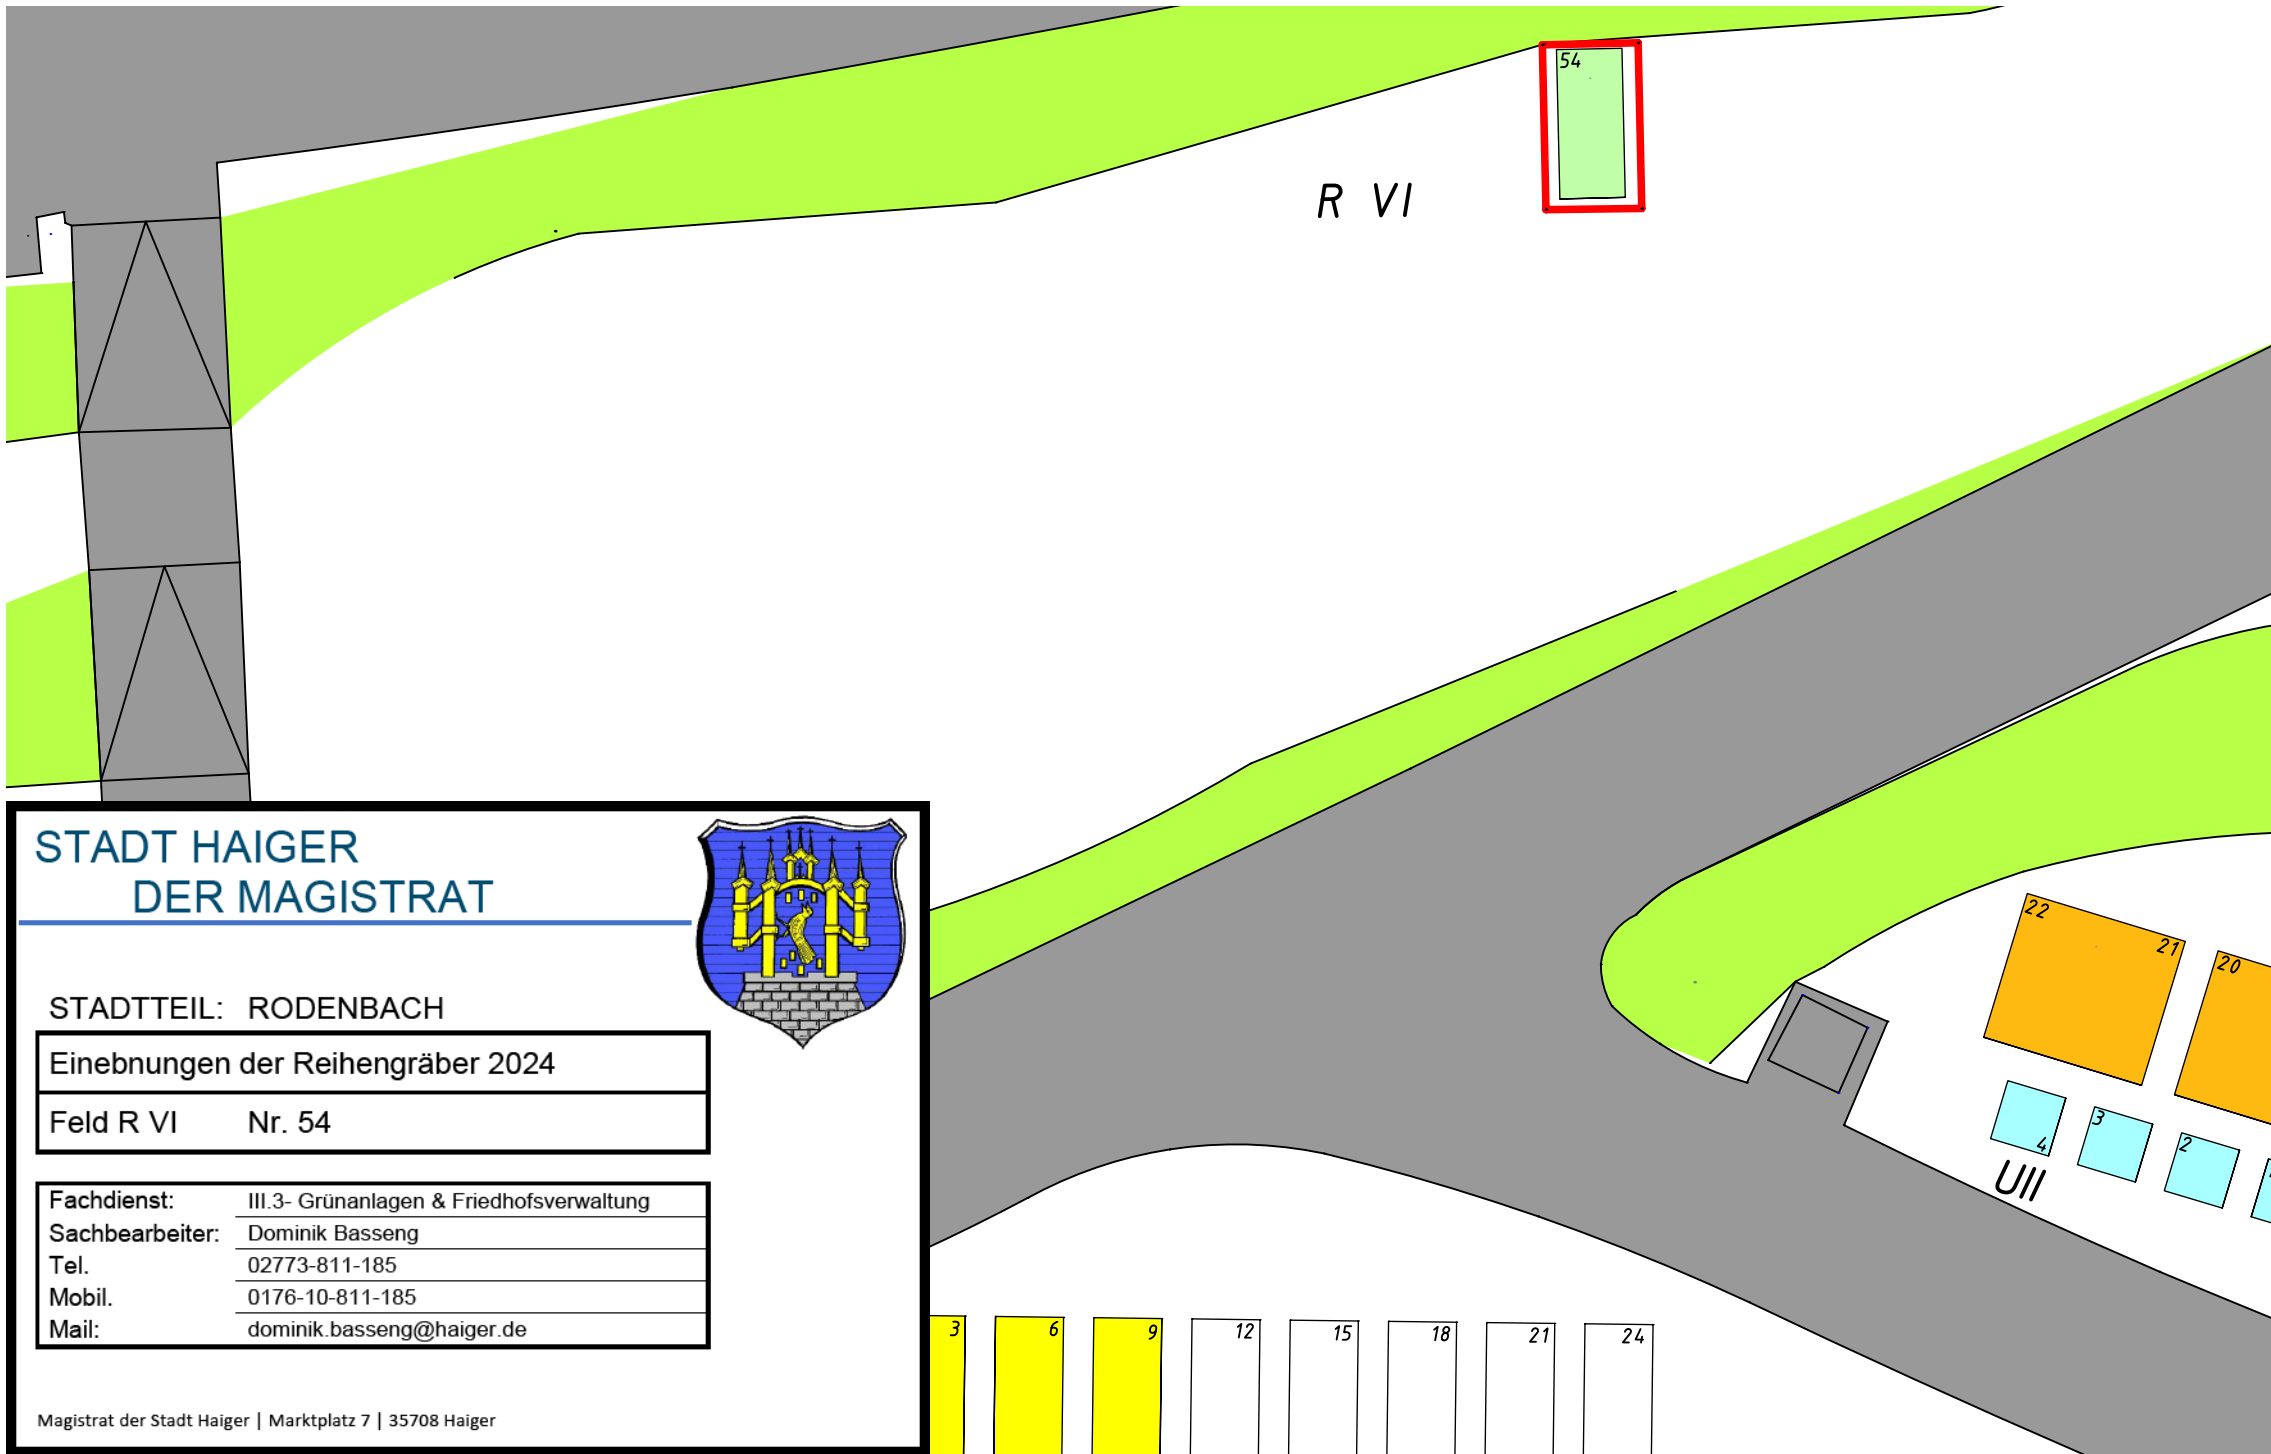 54
R VI
22
21
20
4
3
2
UII
3
6
9
12
15
18
21
24
STADT HAIGER
DER MAGISTRAT
STADTTEIL: RODENBACH
Einebnungen der Reihengräber 2024
Feld R VI Nr. 54
Fachdienst: III.3- Grünanlagen & Friedhofsverwaltung
Sachbearbeiter: Dominik Basseng
Tel. 02773-811-185
Mobil. 0176-10-811-185
Mail: dominik.basseng@haiger.de
Magistrat der Stadt Haiger | Marktplatz 7 | 35708 Haiger